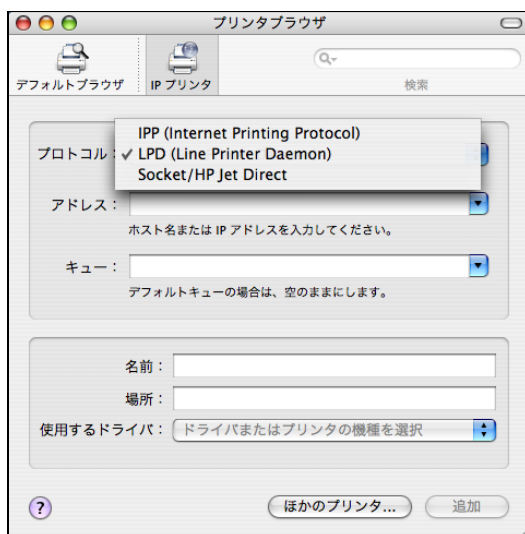 プリンタブラウザ
デフォルトブラウザ
IP プリンタ
検索
IPP (Internet Printing Protocol)
プロトコル：
✓ LPD (Line Printer Daemon)
Socket/HP Jet Direct
アドレス：
ホスト名または IP アドレスを入力してください。
キュー：
デフォルトキューの場合は、空のままにします。
名前：
場所：
使用するドライバ： ドライバまたはプリンタの機種を選択
?
ほかのプリンタ...
追加